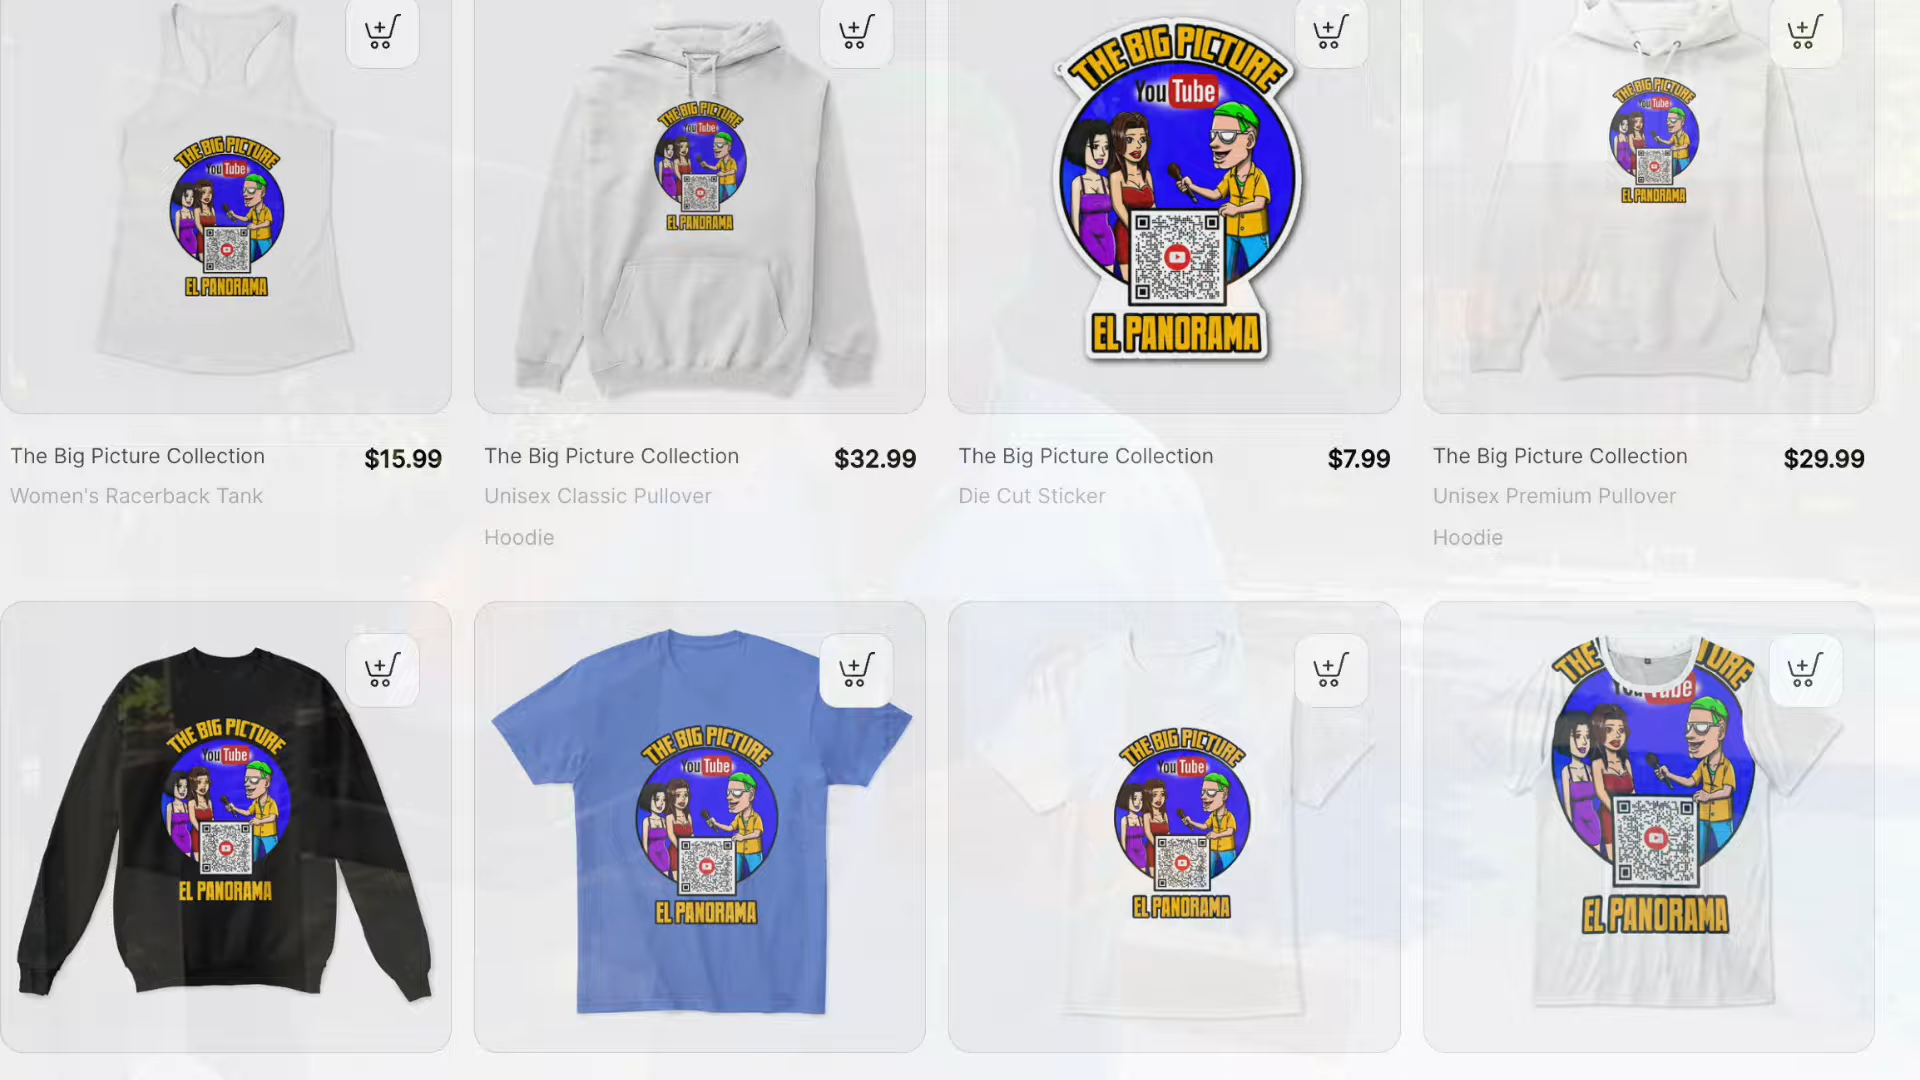 THE BIG PICTURE
YouTube
EL PANORAMA
THE BIG PICTURE
YouTube
EL PANORAMA
THE BIG PICTURE
YouTube
EL PANORAMA
THE BIG PICTURE
YouTube
EL PANORAMA
The Big Picture Collection $15.99
Women's Racerback Tank
The Big Picture Collection $32.99
Unisex Classic Pullover
Hoodie
The Big Picture Collection $7.99
Die Cut Sticker
The Big Picture Collection $29.99
Unisex Premium Pullover
Hoodie
THE BIG PICTURE
YouTube
EL PANORAMA
THE BIG PICTURE
YouTube
EL PANORAMA
THE BIG PICTURE
YouTube
EL PANORAMA
THE
YouTube
EL PANORAMA